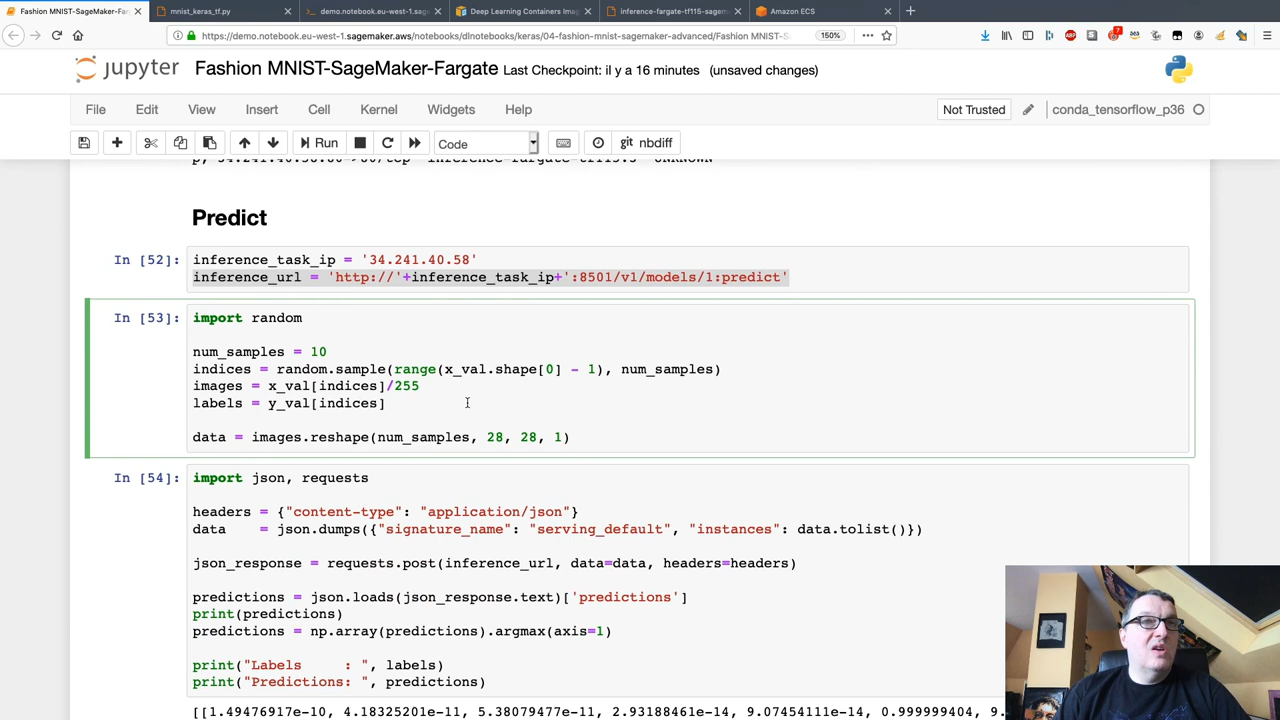 Fashion MNIST-SageMaker-Far
mnist_keras_tf.py
demo.notebook.eu-west-1.sage
Deep Learning Containers Ima
inference-fargate-tf115-sagem
Amazon ECS
https://demo.notebook.eu-west-1.sagemaker.aws/notebooks/dlnotebooks/keras/04-fashion-mnist-sagemaker-advanced/Fashion MNIST-S
150%
jupyter
Fashion MNIST-SageMaker-Fargate Last Checkpoint: il y a 16 minutes (unsaved changes)
File Edit View Insert Cell Kernel Widgets Help
Not Trusted
conda_tensorflow_p36
Run
Code
git nbdiff
Predict
In [52]: inference_task_ip = '34.241.40.58'
inference_url = 'http://'+inference_task_ip+':8501/v1/models/1:predict'
In [53]: import random
num_samples = 10
indices = random.sample(range(x_val.shape[0] - 1), num_samples)
images = x_val[indices]/255
labels = y_val[indices]
data = images.reshape(num_samples, 28, 28, 1)
In [54]: import json, requests
headers = {"content-type": "application/json"}
data = json.dumps({"signature_name": "serving_default", "instances": data.tolist()})
json_response = requests.post(inference_url, data=data, headers=headers)
predictions = json.loads(json_response.text)['predictions']
print(predictions)
predictions = np.array(predictions).argmax(axis=1)
print("Labels : ", labels)
print("Predictions: ", predictions)
[[1.49476917e-10, 4.18325201e-11, 5.38079477e-11, 2.93188461e-14, 9.07454111e-14, 0.999999404, 9.